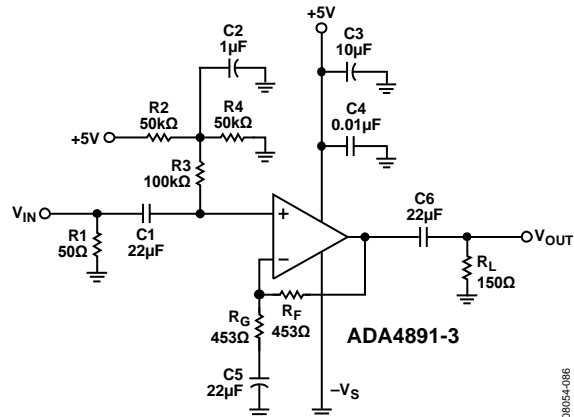 +5V
C2
1µF
C3
10µF
R2
50kΩ
R4
50kΩ
C4
0.01µF
+5V
R3
100kΩ
VIN
+
C6
22µF
VOUT
R1
50Ω
C1
22µF
–
RL
150Ω
RG
453Ω
RF
453Ω
ADA4891-3
C5
22µF
–VS
08054-086